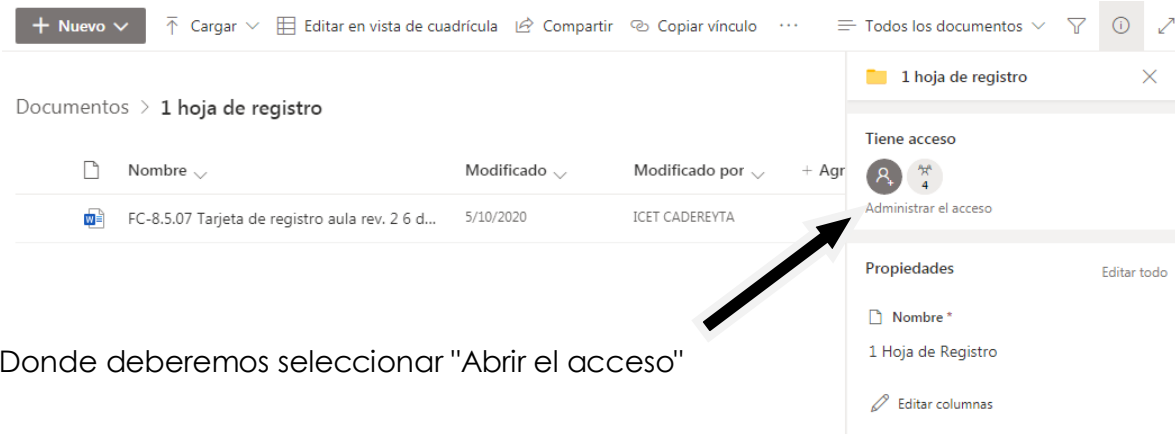 + Nuevo Cargar Editar en vista de cuadrícula Compartir Copiar vínculo ··· Todos los documentos
1 hoja de registro
Documentos > 1 hoja de registro
Tiene acceso
Nombre Modificado Modificado por + Agr
4
Administrar el acceso
FC-8.5.07 Tarjeta de registro aula rev. 2 6 d... 5/10/2020 ICET CADEREYTA
Propiedades Editar todo
Nombre *
1 Hoja de Registro
Donde deberemos seleccionar "Abrir el acceso"
Editar columnas